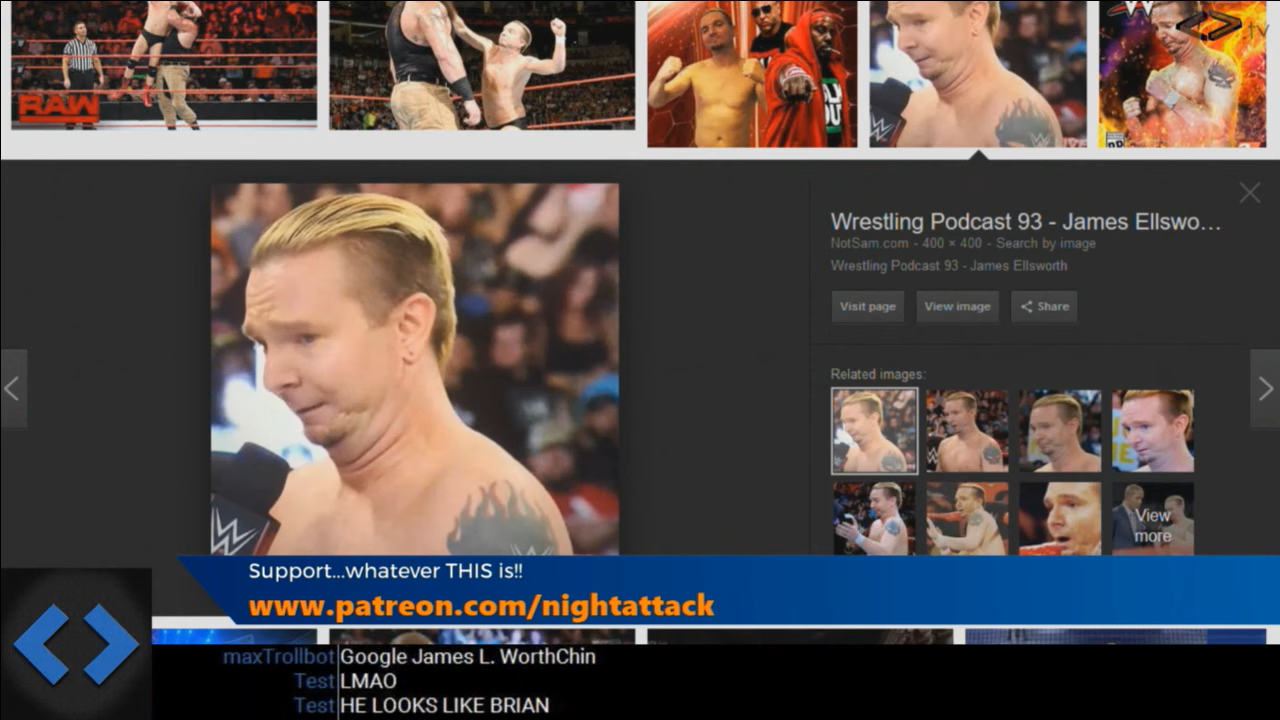 RAW
W
.tv
Wrestling Podcast 93 - James Ellswo…
NotSam.com - 400 × 400 - Search by image
Wrestling Podcast 93 - James Ellsworth
Visit page
View image
Share
Related images:
View
more
Support...whatever THIS is!!
www.patreon.com/nightattack
maxTrollbot Google James L. WorthChin
Test LMAO
Test HE LOOKS LIKE BRIAN